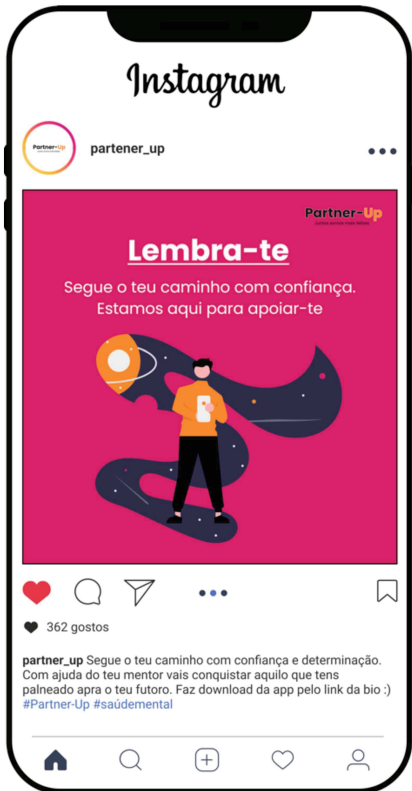 Instagram
Partner-Up
partener_up
Partner-Up
Lembra-te
Segue o teu caminho com confiança.
Estamos aqui para apoiar-te
362 gostos
partner_up Segue o teu caminho com confiança e determinação.
Com ajuda do teu mentor vais conquistar aquilo que tens
palneado apra o teu futoro. Faz download da app pelo link da bio :)
#Partner-Up #saúdemental